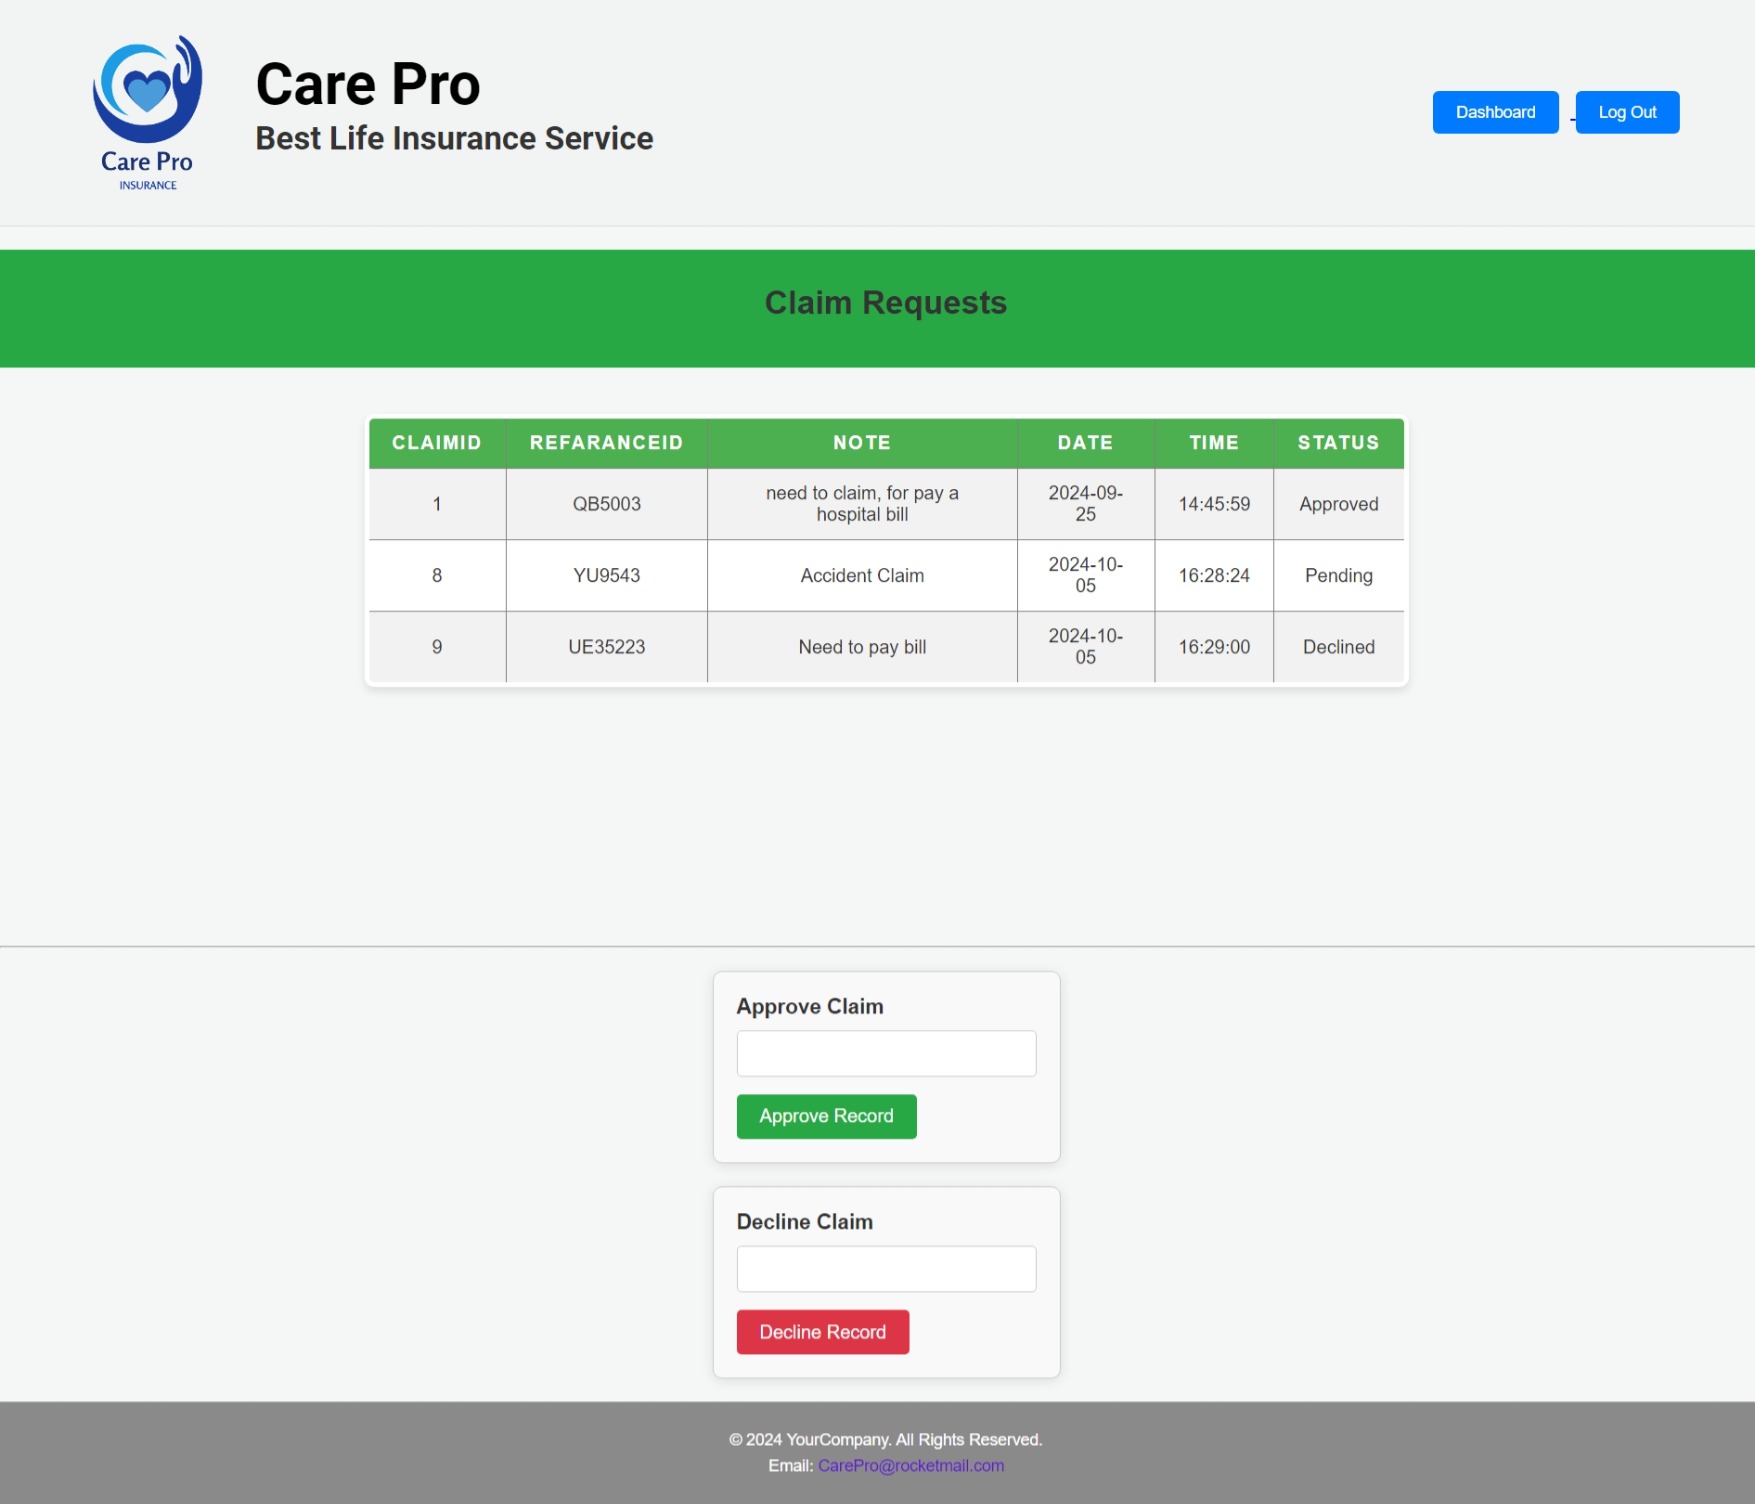 Care Pro
INSURANCE
Care Pro
Best Life Insurance Service
Dashboard Log Out
Claim Requests
CLAIMID REFARANCEID NOTE DATE TIME STATUS
1 QB5003 need to claim, for pay a hospital bill 2024-09-25 14:45:59 Approved
8 YU9543 Accident Claim 2024-10-05 16:28:24 Pending
9 UE35223 Need to pay bill 2024-10-05 16:29:00 Declined
Approve Claim
Approve Record
Decline Claim
Decline Record
© 2024 YourCompany. All Rights Reserved.
Email: CarePro@rocketmail.com